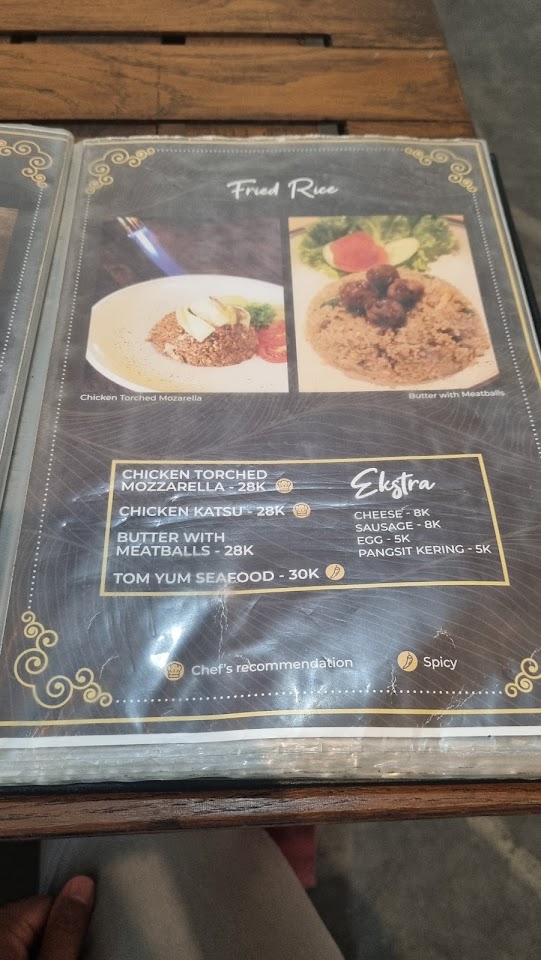 Fried Rice
Chicken Torched Mozarella
Butter with Meatballs
CHICKEN TORCHED
MOZZARELLA - 28K
CHICKEN KATSU - 28K
BUTTER WITH
MEATBALLS - 28K
TOM YUM SEAFOOD - 30K
Ekstra
CHEESE - 8K
SAUSAGE - 8K
EGG - 5K
PANGSIT KERING - 5K
Chef's recommendation
Spicy